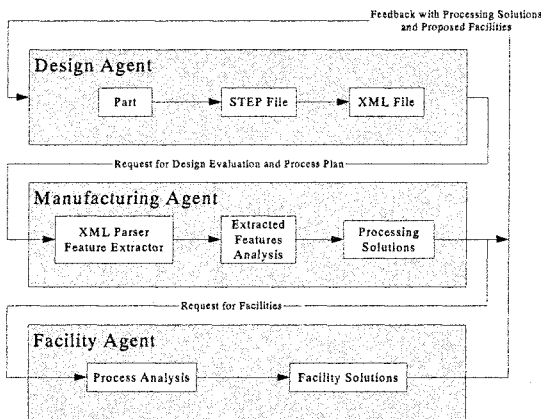 Feedback with Processing Solutions
and Proposed Facilities
Design Agent
Part
STEP File
XML File
Request for Design Evaluation and Process Plan
Manufacturing Agent
XML Parser
Feature Extractor
Extracted
Features
Analysis
Processing
Solutions
Request for Facilities
Facility Agent
Process Analysis
Facility Solutions